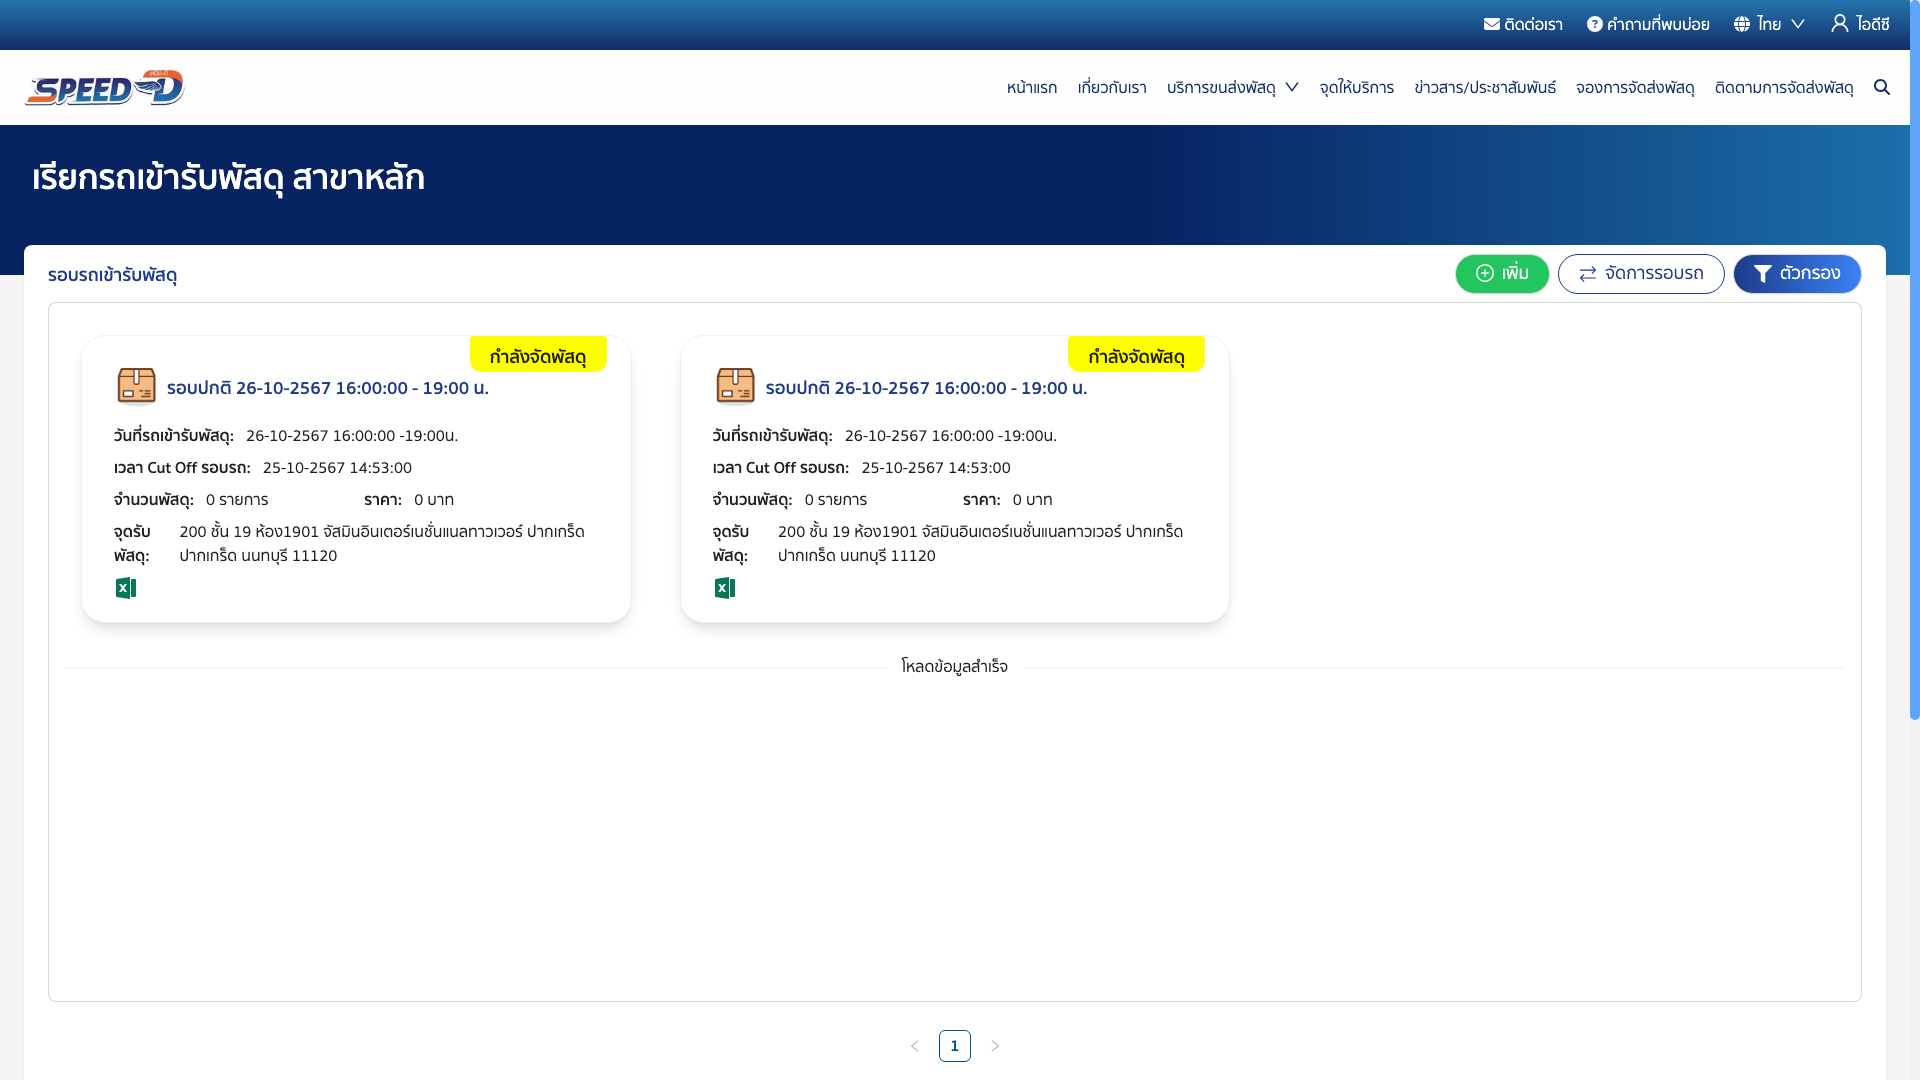 ติดต่อเรา คำถามที่พบบ่อย ไทย ไอดีซี
SPEED-D
หน้าแรก เกี่ยวกับเรา บริการขนส่งพัสดุ จุดให้บริการ ข่าวสาร/ประชาสัมพันธ์ จองการจัดส่งพัสดุ ติดตามการจัดส่งพัสดุ
เรียกรถเข้ารับพัสดุ สาขาหลัก
รอบรถเข้ารับพัสดุ
เพิ่ม จัดการรอบรถ ตัวกรอง
กำลังจัดพัสดุ
รอบปกติ 26-10-2567 16:00:00 - 19:00 น.
วันที่รถเข้ารับพัสดุ: 26-10-2567 16:00:00 -19:00น.
เวลา Cut Off รอบรถ: 25-10-2567 14:53:00
จำนวนพัสดุ: 0 รายการ ราคา: 0 บาท
จุดรับพัสดุ: 200 ชั้น 19 ห้อง1901 จัสมินอินเตอร์เนชั่นแนลทาวเวอร์ ปากเกร็ด
ปากเกร็ด นนทบุรี 11120
กำลังจัดพัสดุ
รอบปกติ 26-10-2567 16:00:00 - 19:00 น.
วันที่รถเข้ารับพัสดุ: 26-10-2567 16:00:00 -19:00น.
เวลา Cut Off รอบรถ: 25-10-2567 14:53:00
จำนวนพัสดุ: 0 รายการ ราคา: 0 บาท
จุดรับพัสดุ: 200 ชั้น 19 ห้อง1901 จัสมินอินเตอร์เนชั่นแนลทาวเวอร์ ปากเกร็ด
ปากเกร็ด นนทบุรี 11120
โหลดข้อมูลสำเร็จ
1